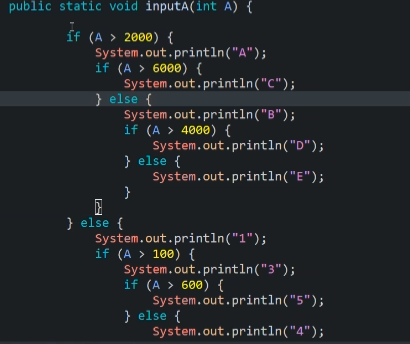 public static void inputA(int A) {
if (A > 2000) {
System.out.println("A");
if (A > 6000) {
System.out.println("C");
} else {
System.out.println("B");
if (A > 4000) {
System.out.println("D");
} else {
System.out.println("E");
}
}
} else {
System.out.println("1");
if (A > 100) {
System.out.println("3");
if (A > 600) {
System.out.println("5");
} else {
System.out.println("4");